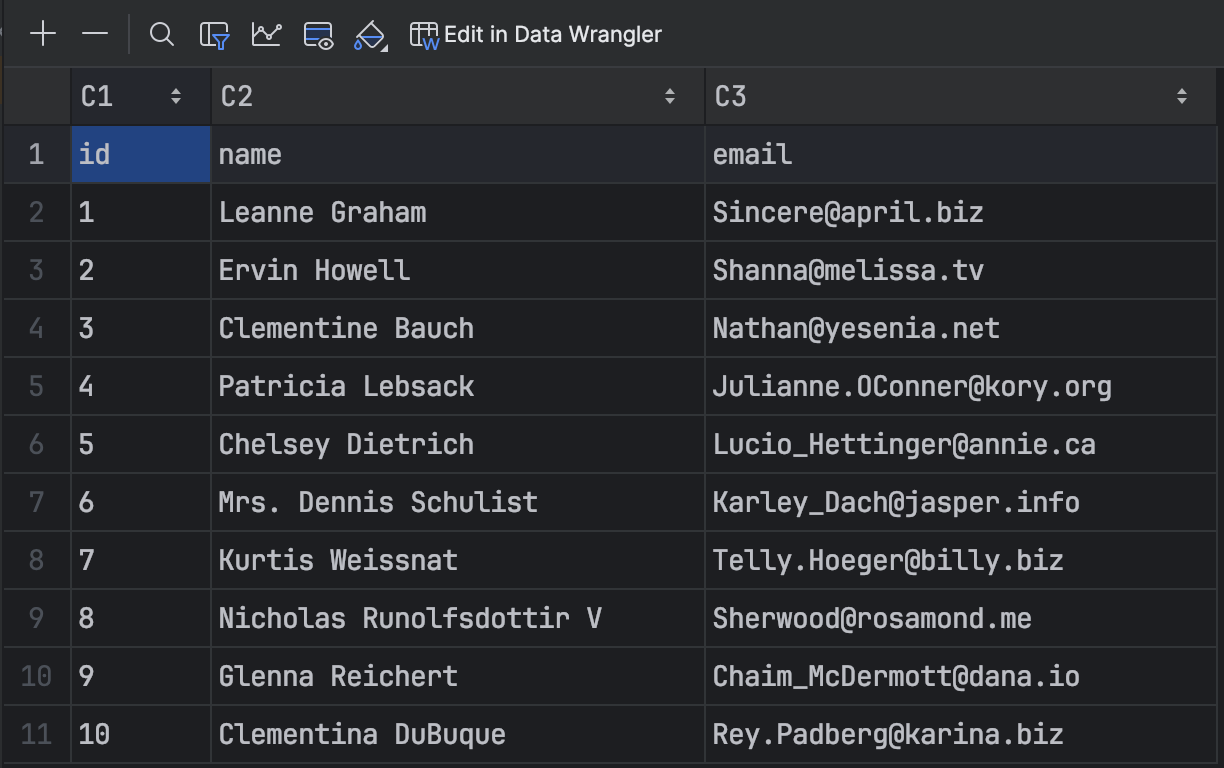 Edit in Data Wrangler
C1 C2 C3
1 id name email
2 1 Leanne Graham Sincere@april.biz
3 2 Ervin Howell Shanna@melissa.tv
4 3 Clementine Bauch Nathan@yesenia.net
5 4 Patricia Lebsack Julianne.OConner@kory.org
6 5 Chelsey Dietrich Lucio_Hettinger@annie.ca
7 6 Mrs. Dennis Schulist Karley_Dach@jasper.info
8 7 Kurtis Weissnat Telly.Hoeger@billy.biz
9 8 Nicholas Runolfsdottir V Sherwood@rosamond.me
10 9 Glenna Reichert Chaim_McDermott@dana.io
11 10 Clementina DuBuque Rey.Padberg@karina.biz